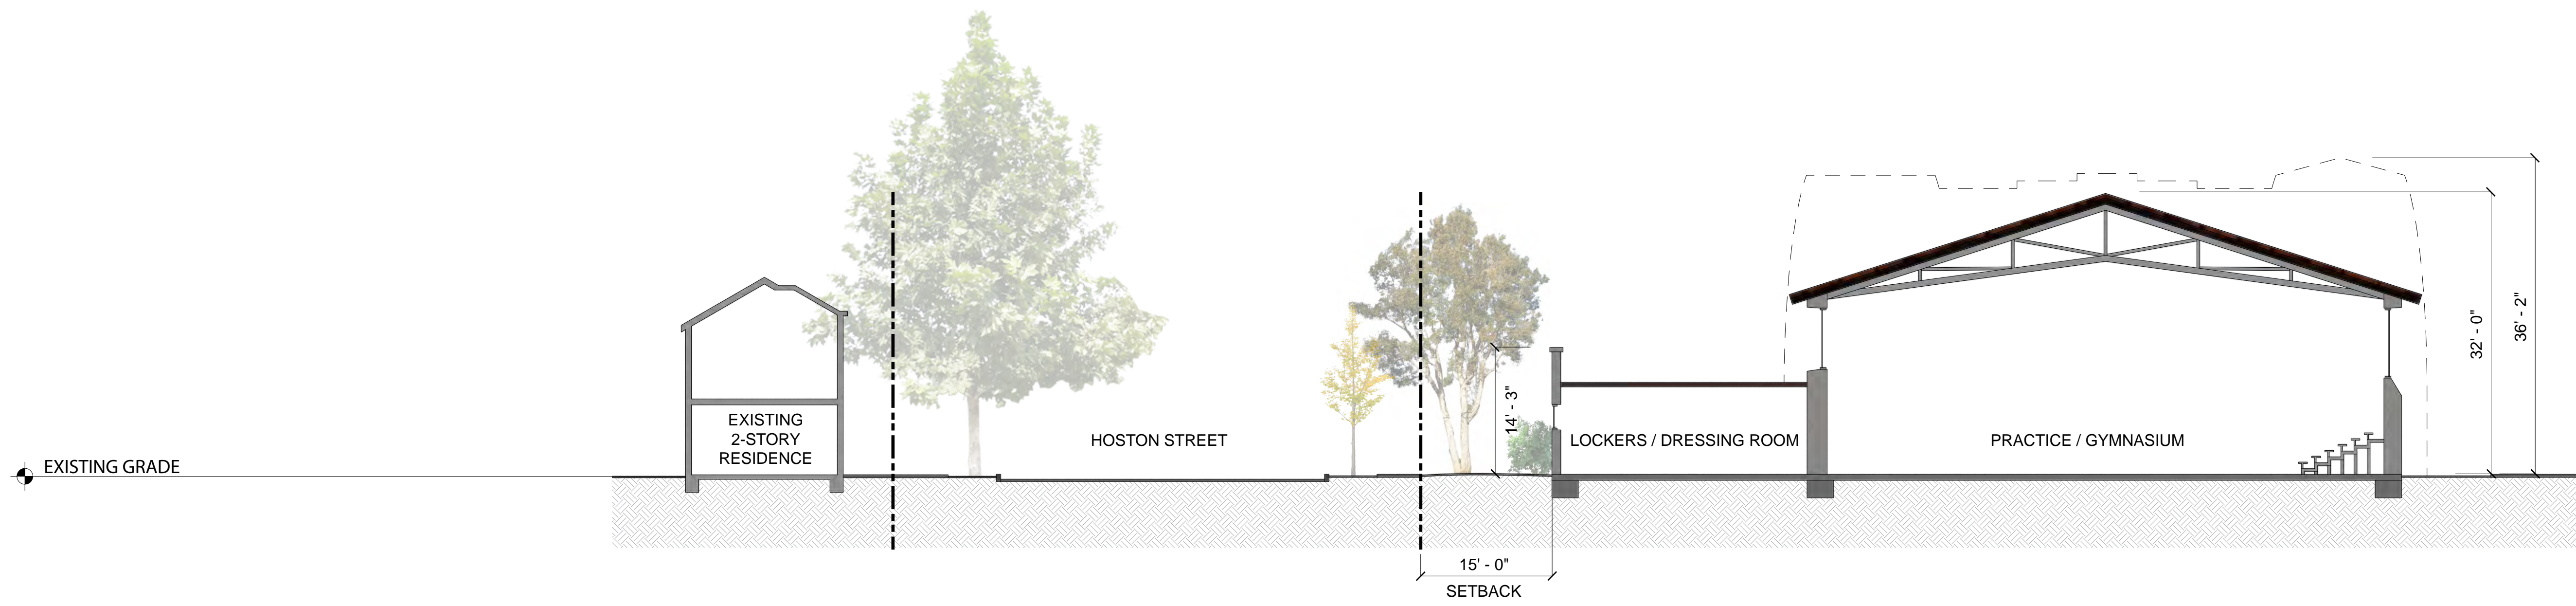 EXISTING GRADE
EXISTING
2-STORY
RESIDENCE
HOSTON STREET
14' - 3"
LOCKERS / DRESSING ROOM
PRACTICE / GYMNASIUM
32' - 0"
36' - 2"
15' - 0"
SETBACK